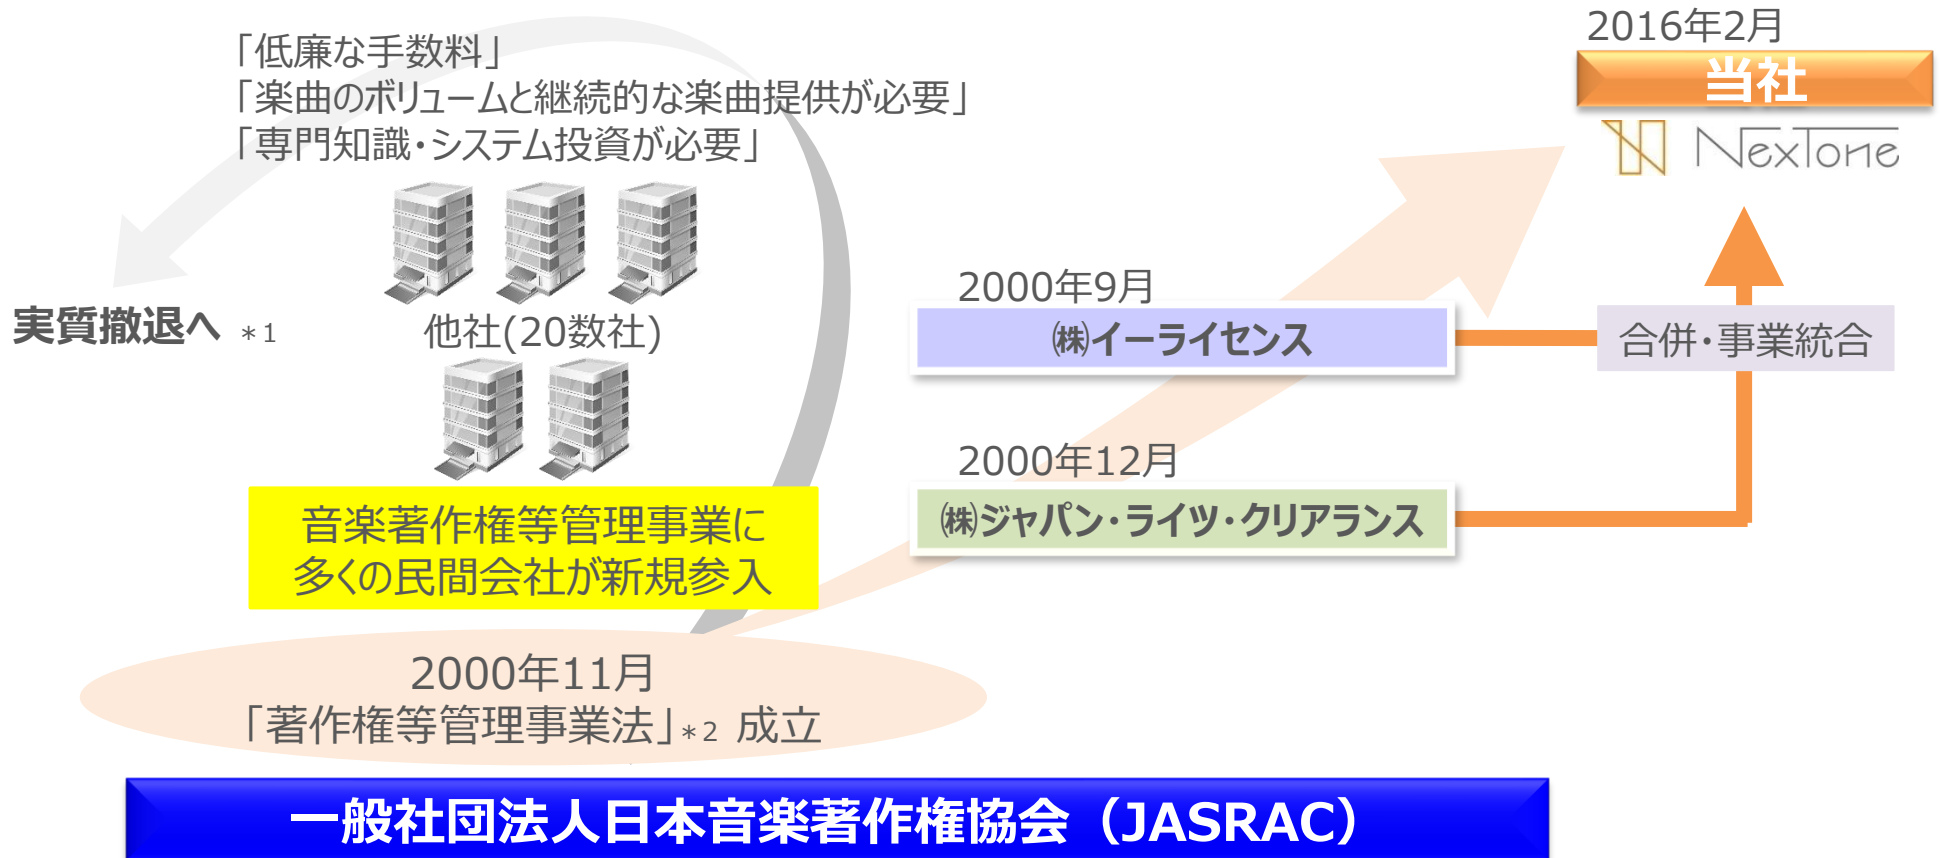 「低廉な手数料」
「楽曲のボリュームと継続的な楽曲提供が必要」
「専門知識・システム投資が必要」
実質撤退へ *1
他社(20数社)
音楽著作権等管理事業に
多くの民間会社が新規参入
2000年11月
「著作権等管理事業法」*2 成立
一般社団法人日本音楽著作権協会（JASRAC）
2000年9月
㈱イーライセンス
2000年12月
㈱ジャパン・ライツ・クリアランス
合併・事業統合
2016年2月
当社
NexTone